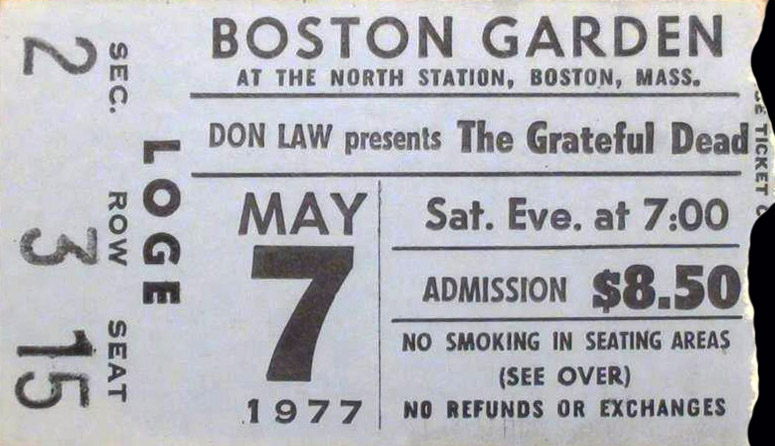 BOSTON GARDEN
AT THE NORTH STATION, BOSTON, MASS.
DON LAW presents The Grateful Dead
MAY
7
1977
Sat. Eve. at 7:00
ADMISSION $8.50
NO SMOKING IN SEATING AREAS
(SEE OVER)
NO REFUNDS OR EXCHANGES
LOGE
SEC. ROW SEAT
2 3 15
TICKET